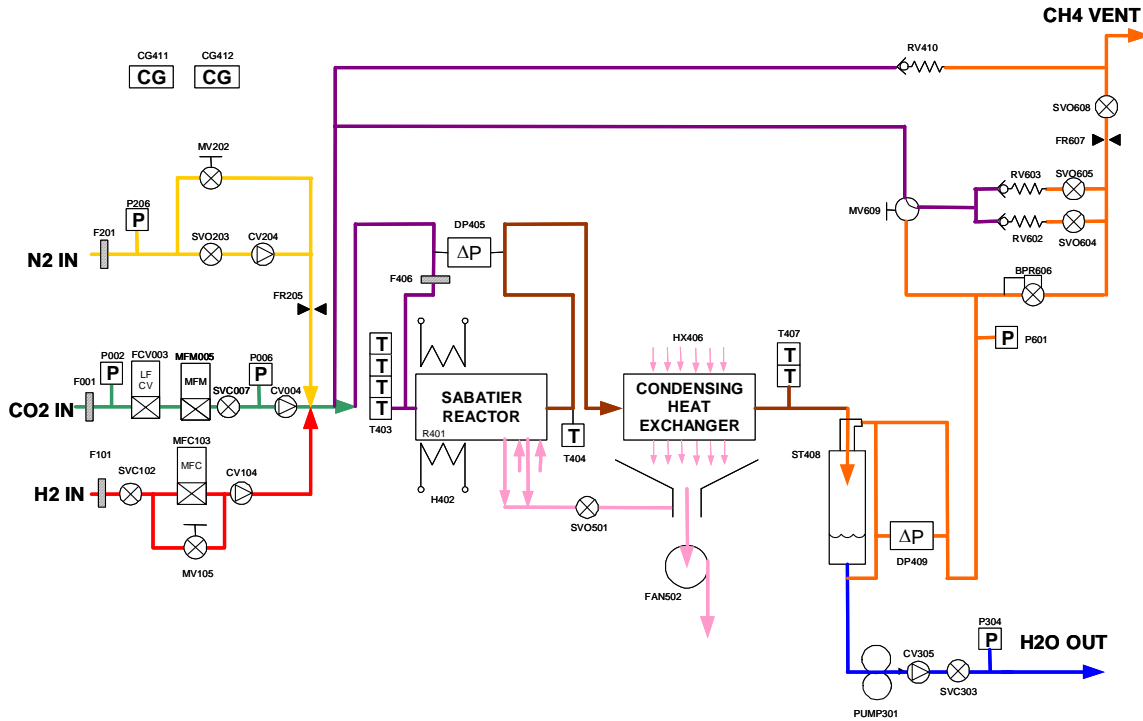 CH4 VENT
CG411
CG412
CG
CG
RV410
SVO608
FR607
MV202
P206
P
F201
SVO203
CV204
N2 IN
FR205
RV603
SVO605
MV609
RV602
SVO604
DP405
ΔP
F406
BPR606
P
P601
P002
P
FCV003
LF
CV
MFM005
MFM
SVC007
P006
P
CV004
F001
CO2 IN
T
T
T
T
T403
SABATIER
REACTOR
R401
T
T404
H402
HX406
CONDENSING
HEAT
EXCHANGER
T407
T
T
ST408
F101
SVC102
MFC103
MFC
CV104
H2 IN
MV105
SVO501
FAN502
ΔP
DP409
P304
P
H2O OUT
CV305
SVC303
PUMP301